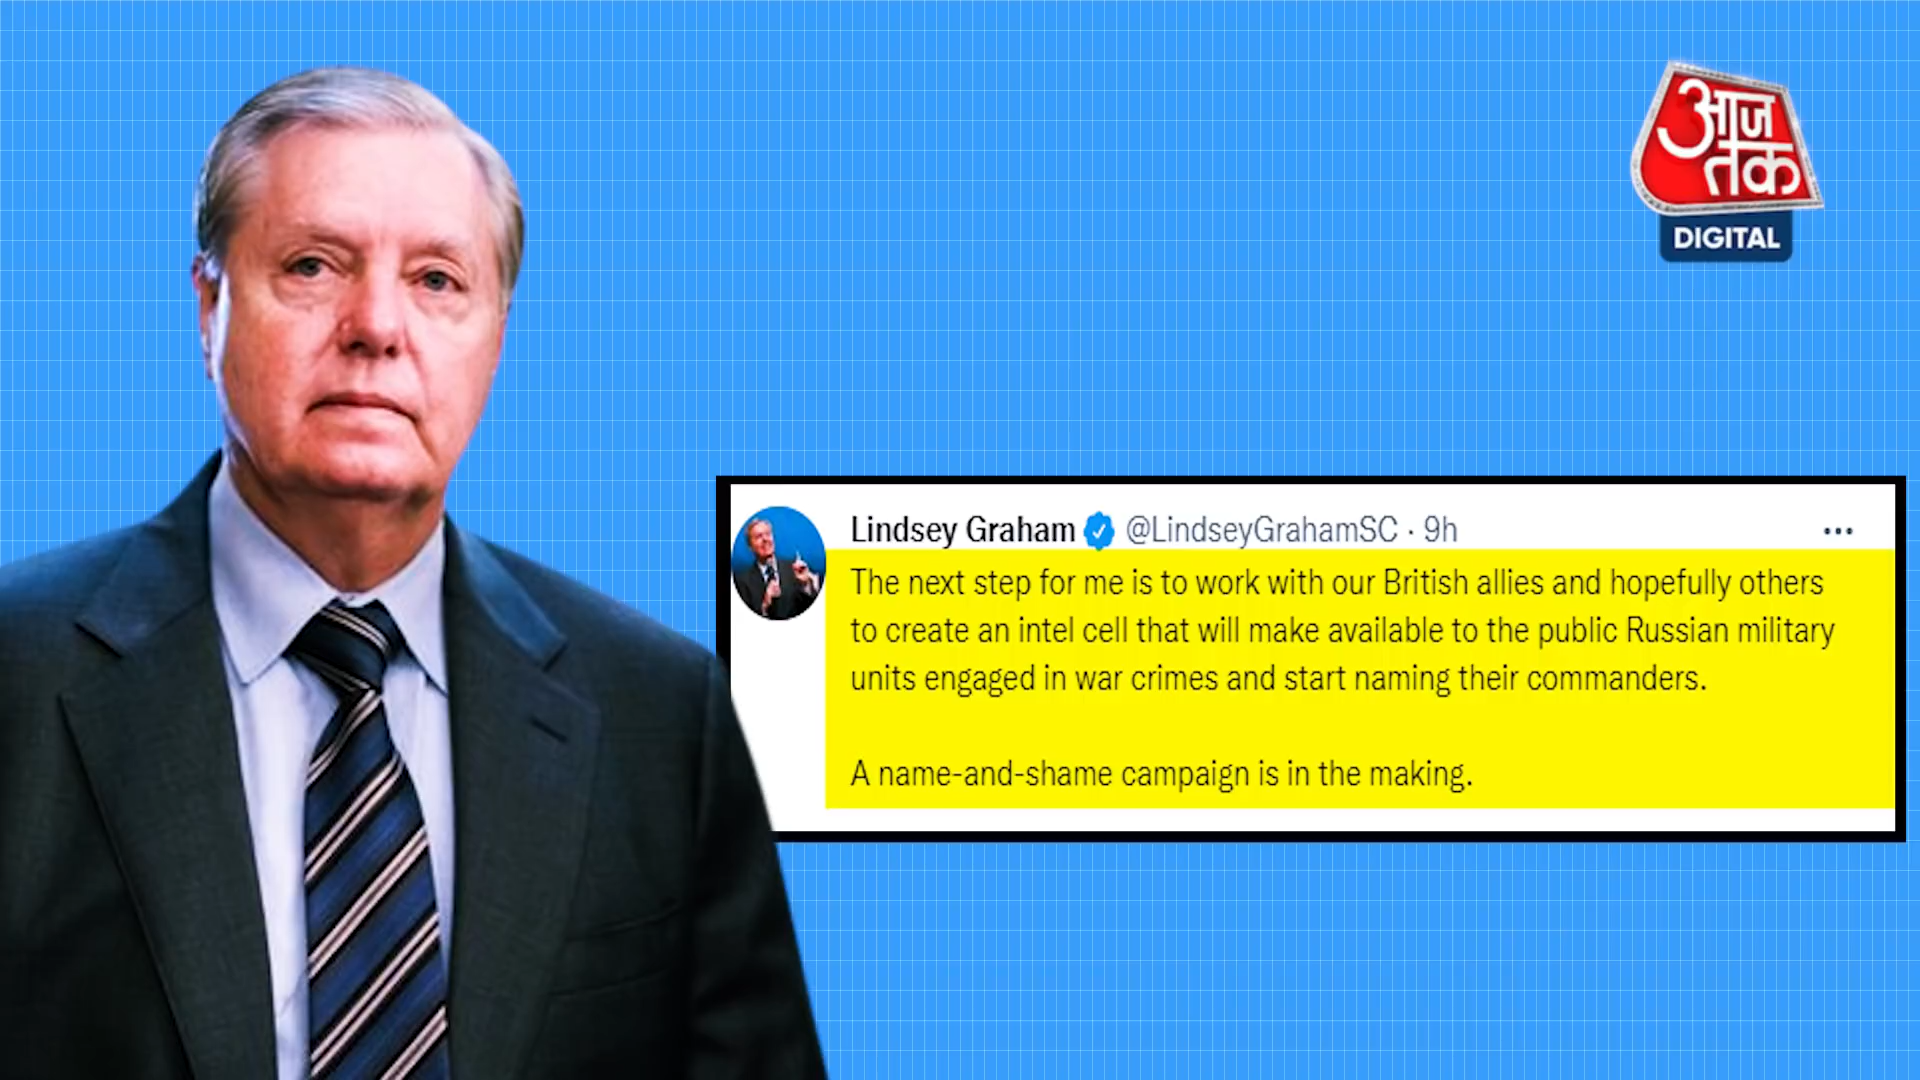 आज
तक
DIGITAL
Lindsey Graham @LindseyGrahamSC · 9h
The next step for me is to work with our British allies and hopefully others
to create an intel cell that will make available to the public Russian military
units engaged in war crimes and start naming their commanders.
A name-and-shame campaign is in the making.